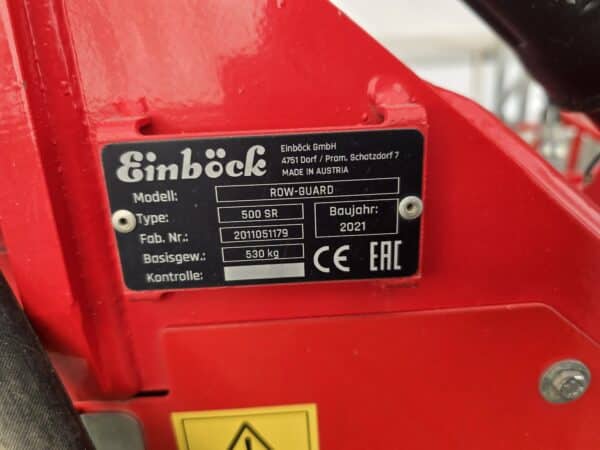 Einböck
Einböck GmbH
4751 Dorf / Pram, Schatzdorf 7
MADE IN AUSTRIA
Modell: ROW-GUARD
Type: 500 SR
Baujahr: 2021
Fab. Nr.: 2011051179
Basisgew.: 530 kg
Kontrolle:
CE EAC